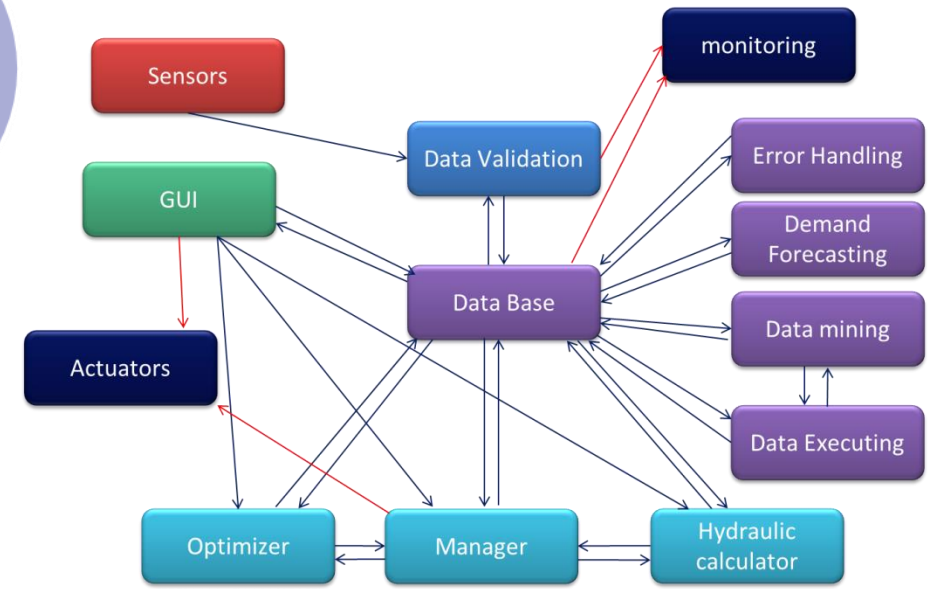 monitoring
Sensors
Data Validation
Error Handling
GUI
Demand
Forecasting
Data Base
Data mining
Actuators
Data Executing
Optimizer
Manager
Hydraulic
calculator